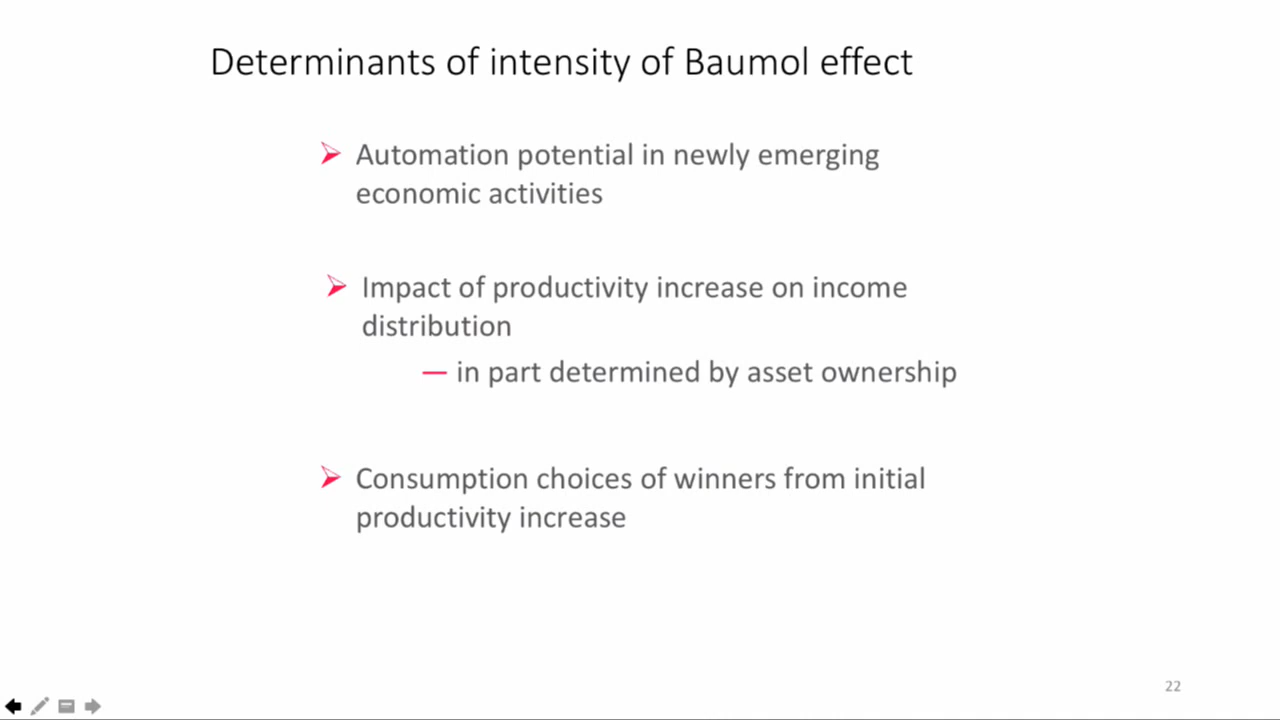 Determinants of intensity of Baumol effect
Automation potential in newly emerging
economic activities
Impact of productivity increase on income
distribution
— in part determined by asset ownership
Consumption choices of winners from initial
productivity increase
22